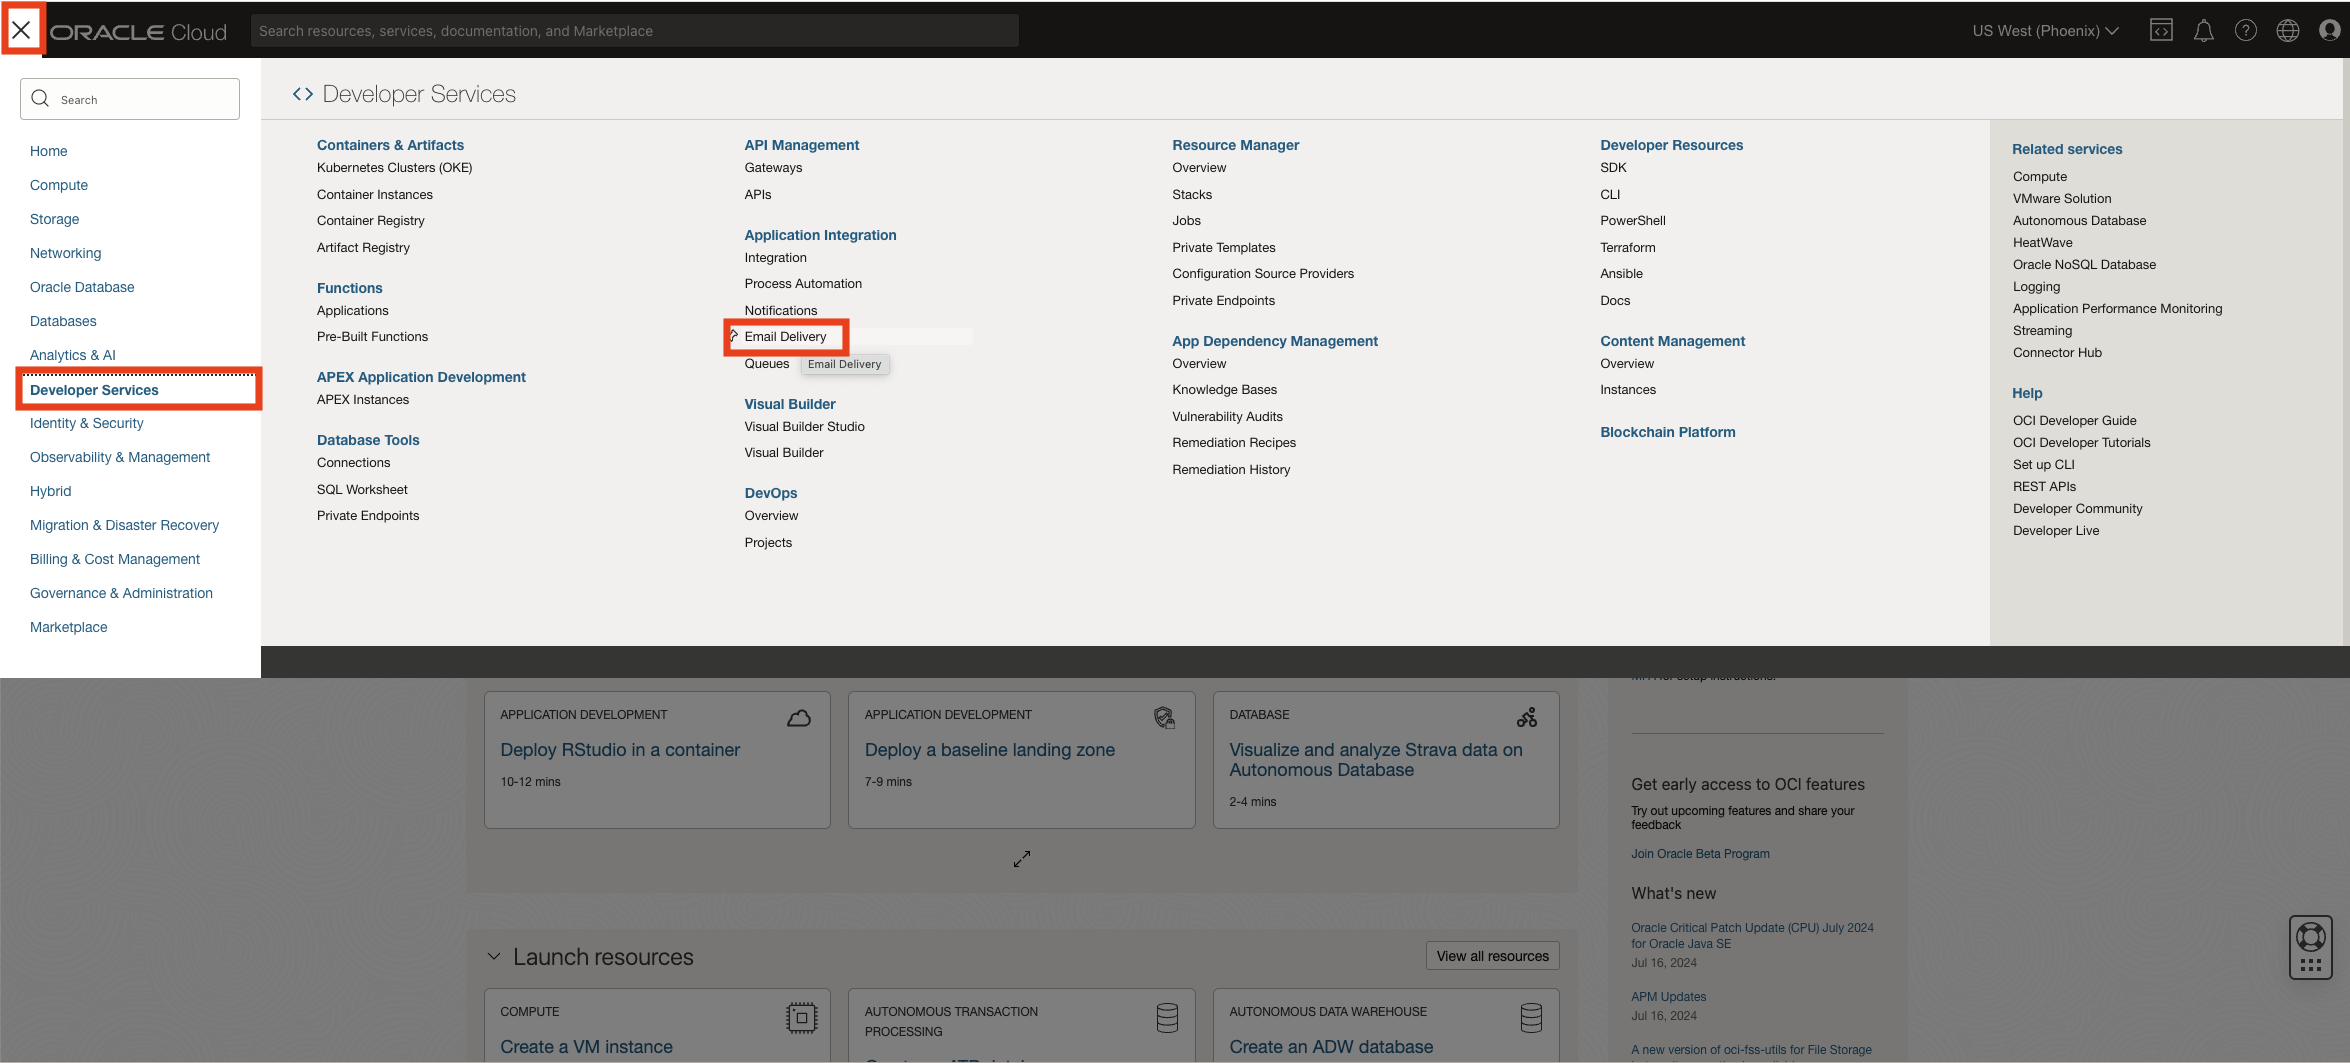 ORACLE Cloud
Search resources, services, documentation, and Marketplace
US West (Phoenix)
Search
Home
Compute
Storage
Networking
Oracle Database
Databases
Analytics & AI
Developer Services
Identity & Security
Observability & Management
Hybrid
Migration & Disaster Recovery
Billing & Cost Management
Governance & Administration
Marketplace
Developer Services
Containers & Artifacts
Kubernetes Clusters (OKE)
Container Instances
Container Registry
Artifact Registry
Functions
Applications
Pre-Built Functions
APEX Application Development
APEX Instances
Database Tools
Connections
SQL Worksheet
Private Endpoints
API Management
Gateways
APIs
Application Integration
Integration
Process Automation
Notifications
Email Delivery
Queues
Email Delivery
Visual Builder
Visual Builder Studio
Visual Builder
DevOps
Overview
Projects
Resource Manager
Overview
Stacks
Jobs
Private Templates
Configuration Source Providers
Private Endpoints
App Dependency Management
Overview
Knowledge Bases
Vulnerability Audits
Remediation Recipes
Remediation History
Developer Resources
SDK
CLI
PowerShell
Terraform
Ansible
Docs
Content Management
Overview
Instances
Blockchain Platform
Related services
Compute
VMware Solution
Autonomous Database
HeatWave
Oracle NoSQL Database
Logging
Application Performance Monitoring
Streaming
Connector Hub
Help
OCI Developer Guide
OCI Developer Tutorials
Set up CLI
REST APIs
Developer Community
Developer Live
APPLICATION DEVELOPMENT
Deploy RStudio in a container
10-12 mins
APPLICATION DEVELOPMENT
Deploy a baseline landing zone
7-9 mins
DATABASE
Visualize and analyze Strava data on
Autonomous Database
2-4 mins
Launch resources
View all resources
COMPUTE
Create a VM instance
AUTONOMOUS TRANSACTION
PROCESSING
AUTONOMOUS DATA WAREHOUSE
Create an ADW database
Get early access to OCI features
Try out upcoming features and share your
feedback
Join Oracle Beta Program
What's new
Oracle Critical Patch Update (CPU) July 2024
for Oracle Java SE
Jul 16, 2024
APM Updates
Jul 16, 2024
A new version of oci-fss-utils for File Storage